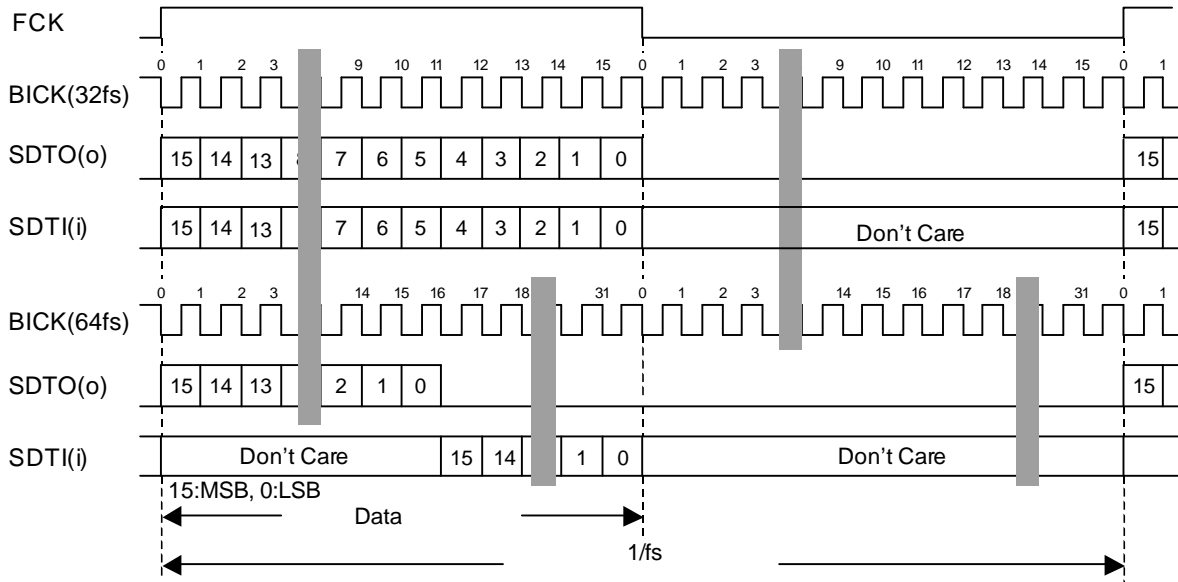 FCK
0 1 2 3 9 10 11 12 13 14 15 0 1 2 3 9 10 11 12 13 14 15 0 1
BICK(32fs)
SDTO(o) 15 14 13 7 6 5 4 3 2 1 0 15
SDTI(i) 15 14 13 7 6 5 4 3 2 1 0 Don't Care 15
0 1 2 3 14 15 16 17 18 31 0 1 2 3 14 15 16 17 18 31 0 1
BICK(64fs)
SDTO(o) 15 14 13 2 1 0 15
SDTI(i) Don't Care 15 14 1 0 Don't Care
15:MSB, 0:LSB
Data
1/fs